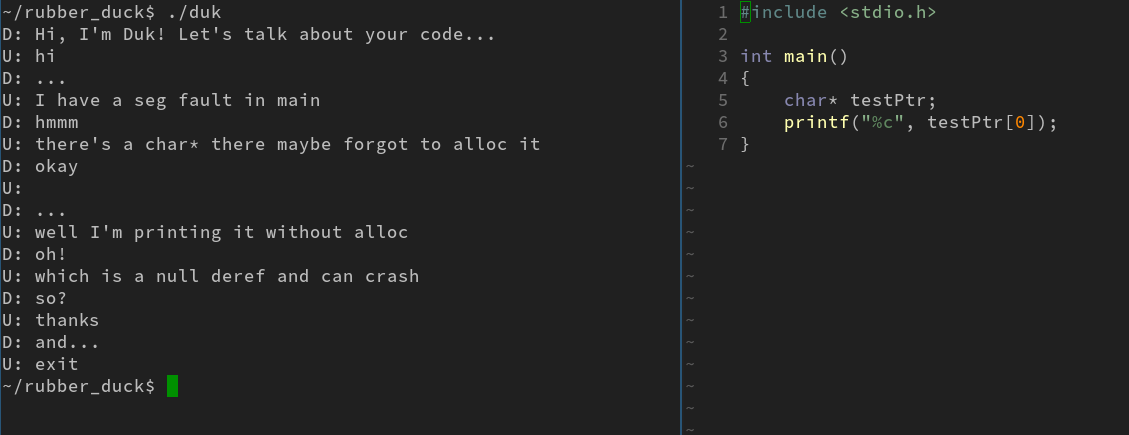 ~/rubber_duck$ ./duk
D: Hi, I'm Duk! Let's talk about your code...
U: hi
D: ...
U: I have a seg fault in main
D: hmmm
U: there's a char* there maybe forgot to alloc it
D: okay
U:
D: ...
U: well I'm printing it without alloc
D: oh!
U: which is a null deref and can crash
D: so?
U: thanks
D: and...
U: exit
~/rubber_duck$
1 #include <stdio.h>
2
3 int main()
4 {
5     char* testPtr;
6     printf("%c", testPtr[0]);
7 }
~
~
~
~
~
~
~
~
~
~
~
~
~